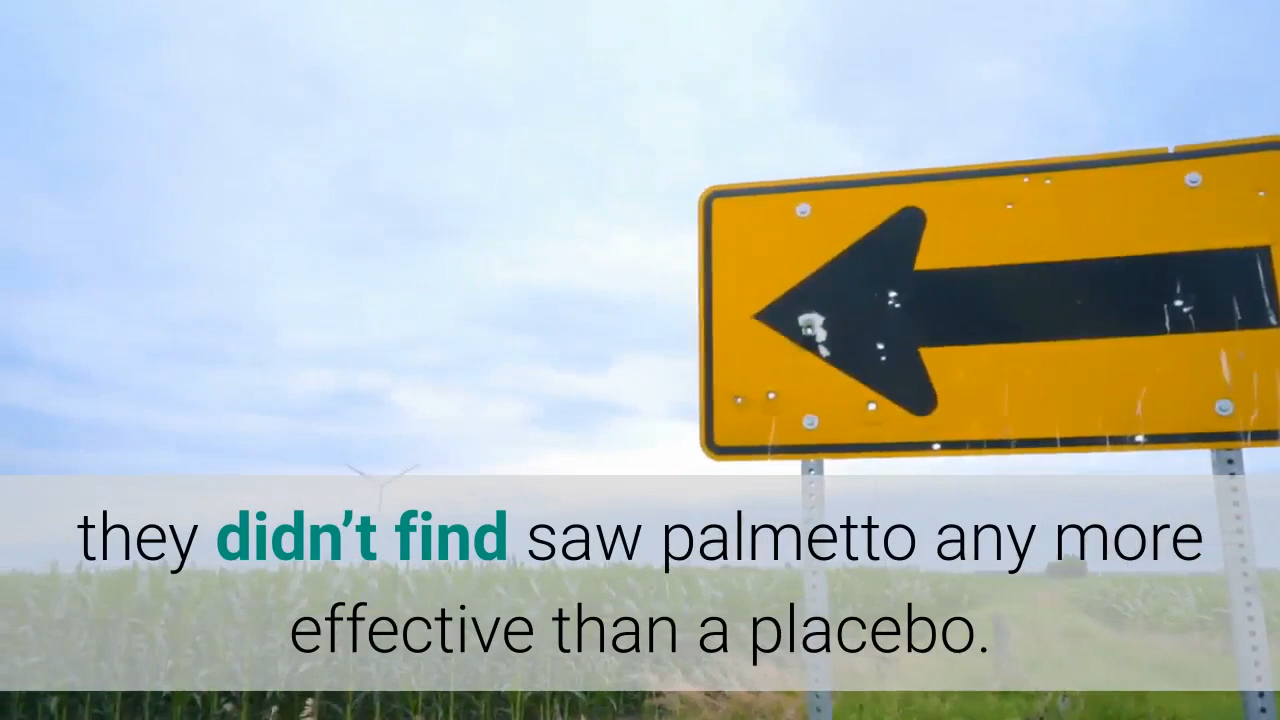 they didn’t find saw palmetto any more
effective than a placebo.